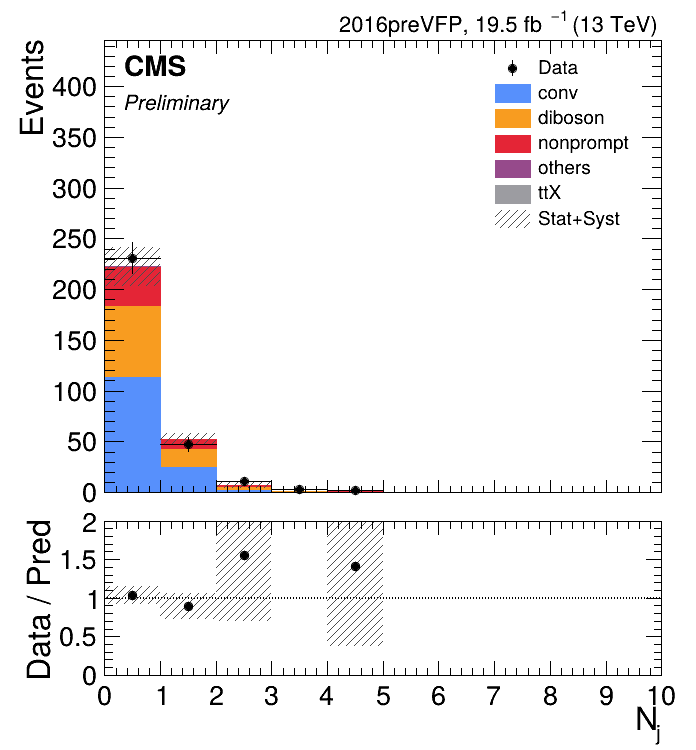 2016preVFP, 19.5 fb ⁻¹ (13 TeV)
CMS
Preliminary
Events
400
350
300
250
200
150
100
50
0
Data
conv
diboson
nonprompt
others
ttX
Stat+Syst
Data / Pred
2
1.5
1
0.5
0
0 1 2 3 4 5 6 7 8 9 10
N_j